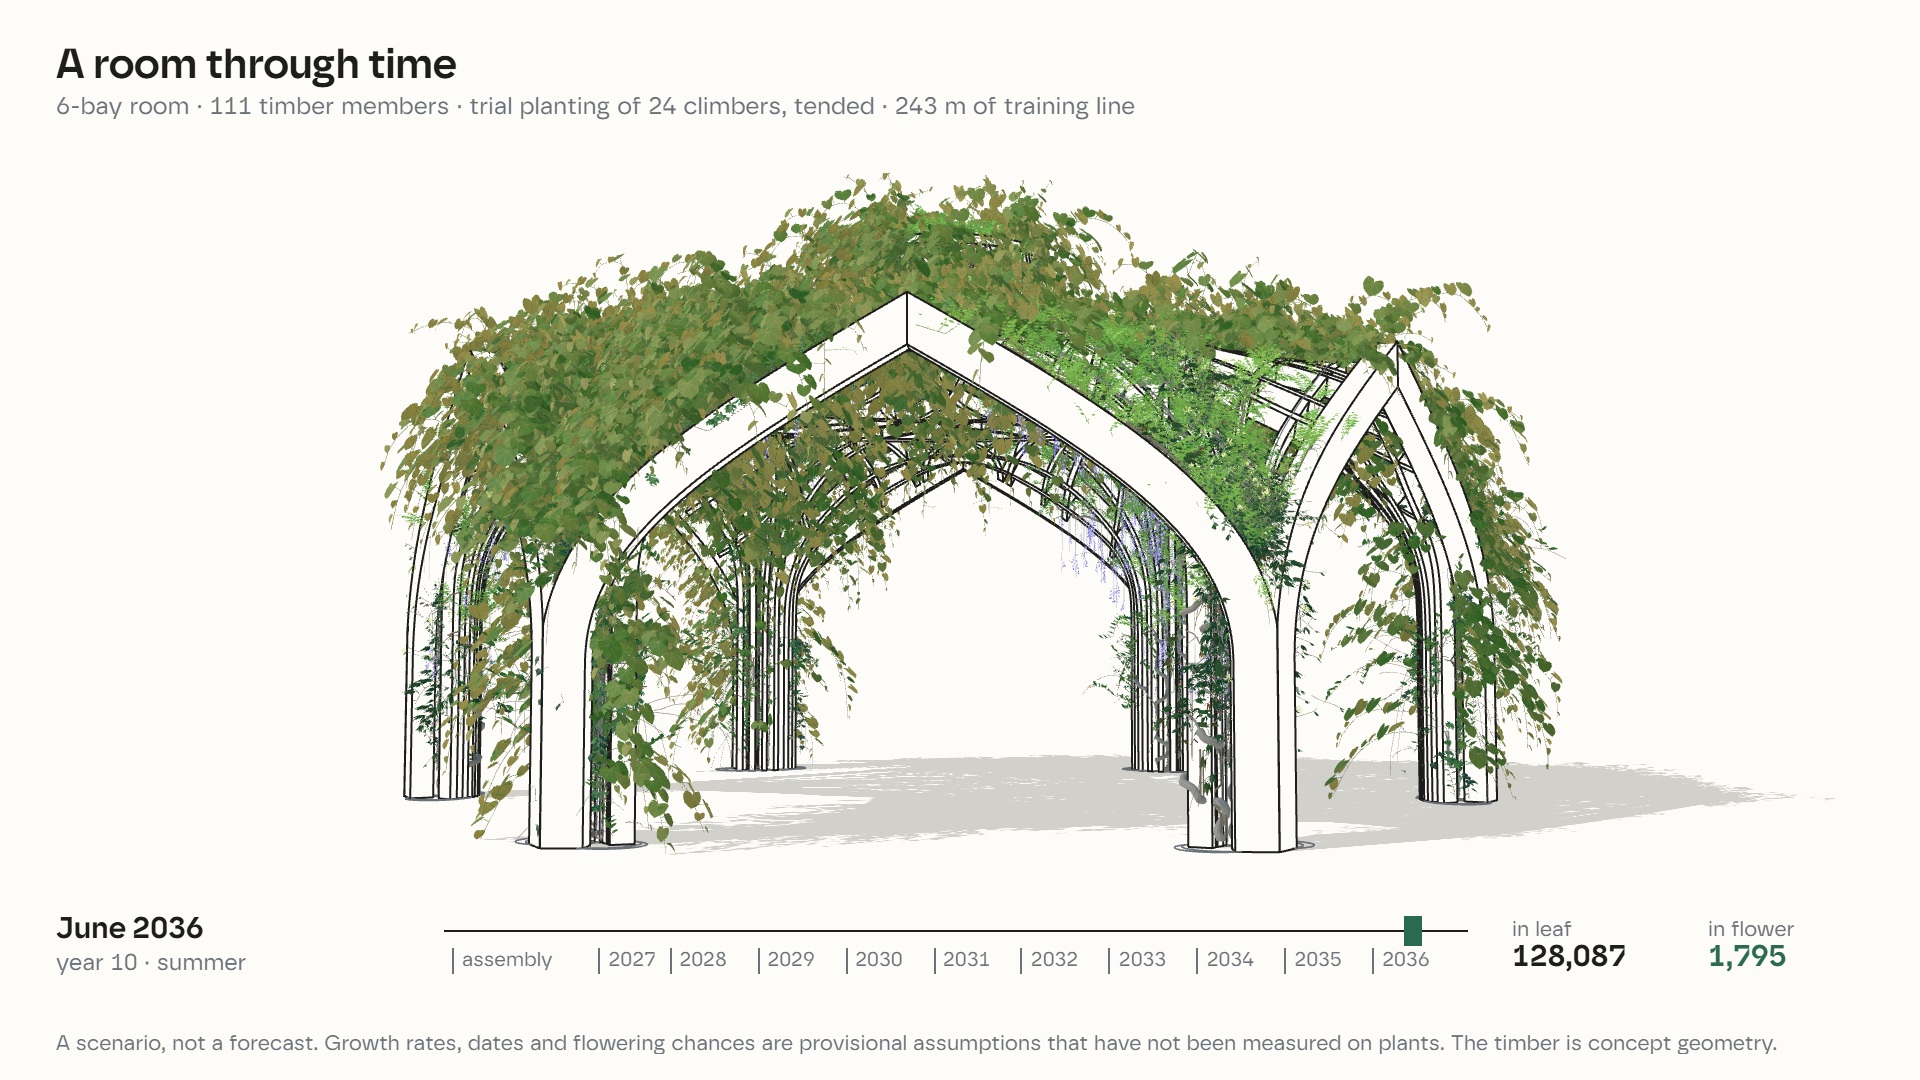 A room through time
6-bay room · 111 timber members · trial planting of 24 climbers, tended · 243 m of training line
June 2036
year 10 · summer
assembly
2027
2028
2029
2030
2031
2032
2033
2034
2035
2036
in leaf
128,087
in flower
1,795
A scenario, not a forecast. Growth rates, dates and flowering chances are provisional assumptions that have not been measured on plants. The timber is concept geometry.